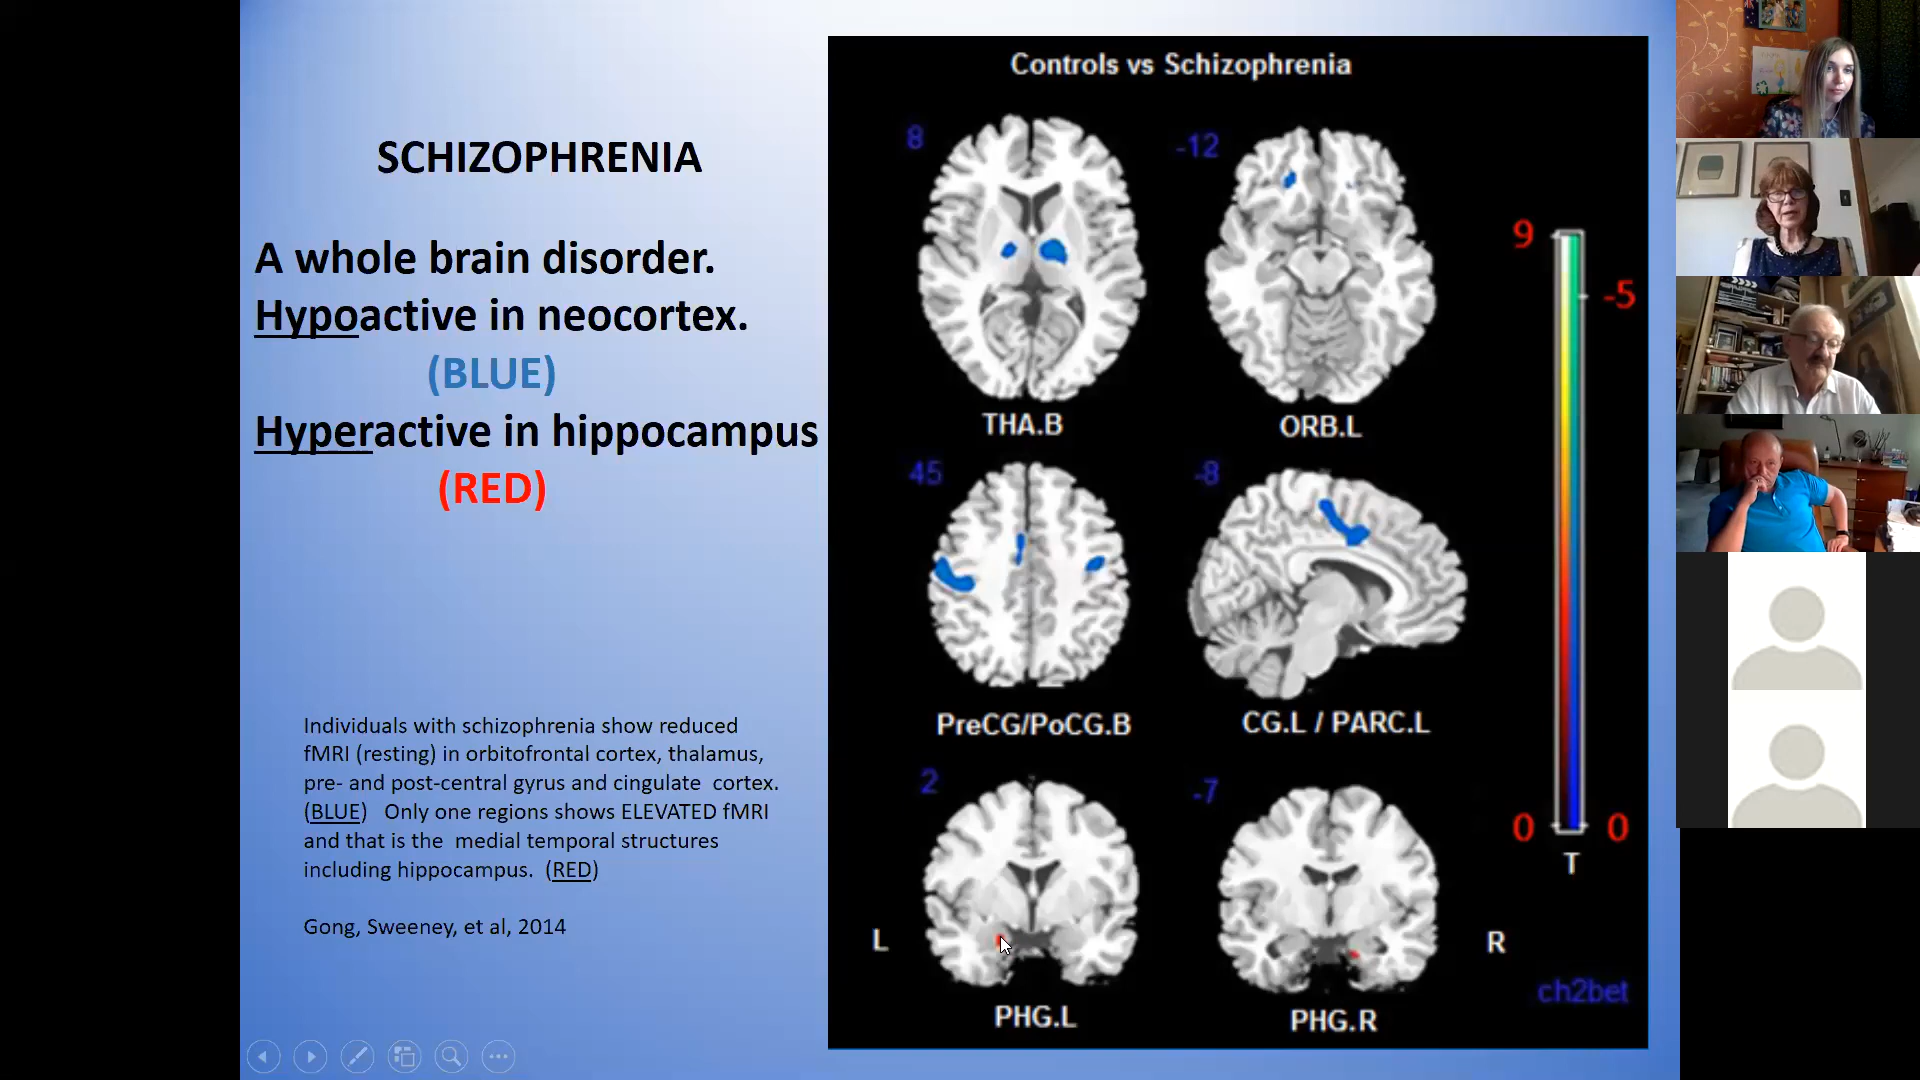 SCHIZOPHRENIA
A whole brain disorder.
Hypoactive in neocortex.
(BLUE)
Hyperactive in hippocampus
(RED)
Individuals with schizophrenia show reduced
fMRI (resting) in orbitofrontal cortex, thalamus,
pre- and post-central gyrus and cingulate cortex.
(BLUE) Only one regions shows ELEVATED fMRI
and that is the medial temporal structures
including hippocampus. (RED)
Gong, Sweeney, et al, 2014
Controls vs Schizophrenia
8
-12
THA.B
ORB.L
45
-8
PreCG/PoCG.B
CG.L / PARC.L
2
-7
L
R
PHG.L
PHG.R
9
-5
0
0
T
ch2bet